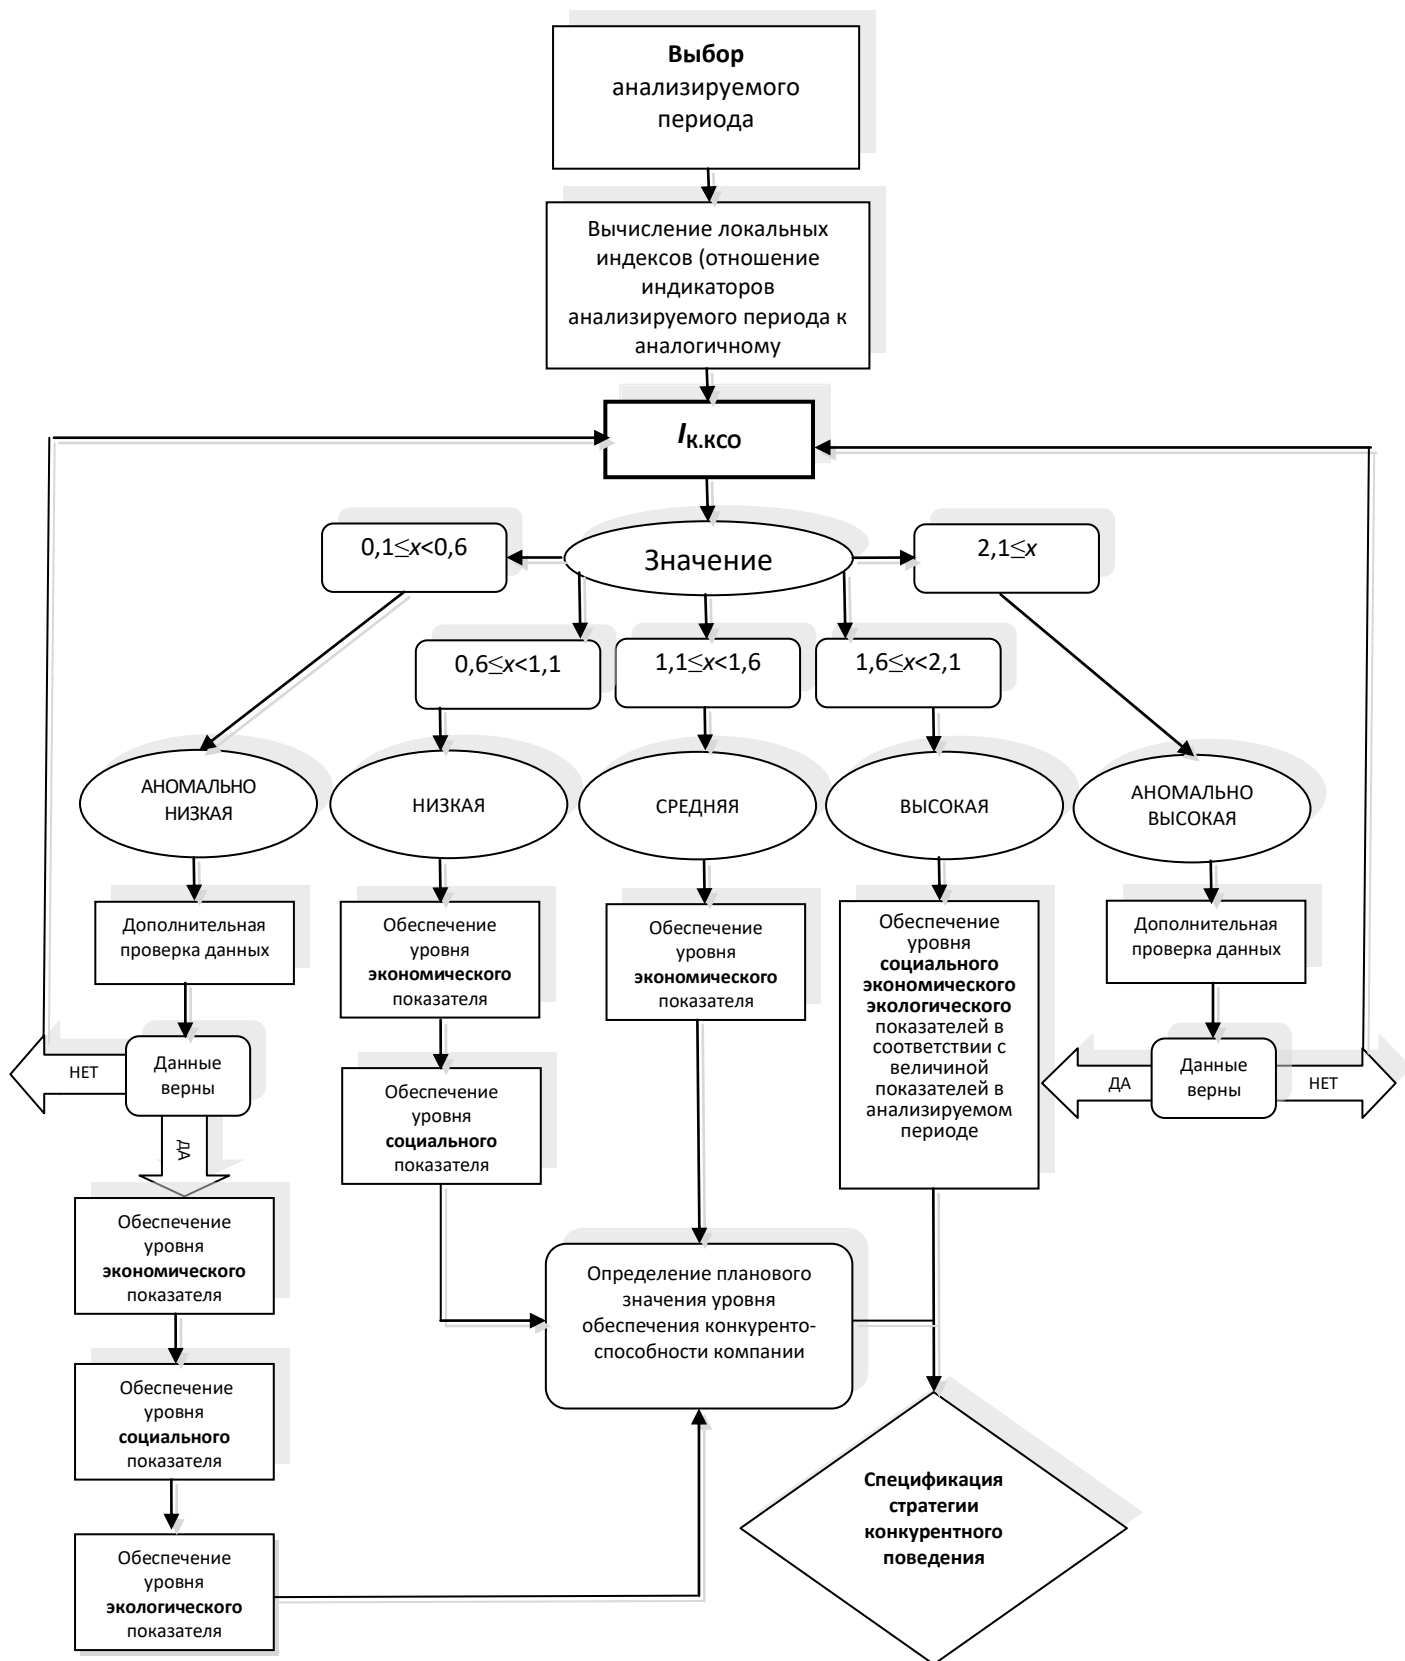 Выбор
анализируемого
периода
Вычисление локальных
индексов (отношение
индикаторов
анализируемого периода к
аналогичному
Iк.ксо
Значение
0,1≤x<0,6
2,1≤x
0,6≤x<1,1
1,1≤x<1,6
1,6≤x<2,1
АНОМАЛЬНО
НИЗКАЯ
НИЗКАЯ
СРЕДНЯЯ
ВЫСОКАЯ
АНОМАЛЬНО
ВЫСОКАЯ
Дополнительная
проверка данных
Обеспечение
уровня
экономического
показателя
Обеспечение
уровня
экономического
показателя
Обеспечение
уровня
социального
экономического
экологического
показателей в
соответствии с
величиной
показателей в
анализируемом
периоде
Дополнительная
проверка данных
НЕТ
Данные
верны
ДА
Обеспечение
уровня
социального
показателя
ДА
Данные
верны
НЕТ
Обеспечение
уровня
экономического
показателя
Определение планового
значения уровня
обеспечения конкуренто-
способности компании
Обеспечение
уровня
социального
показателя
Обеспечение
уровня
экологического
показателя
Спецификация
стратегии
конкурентного
поведения